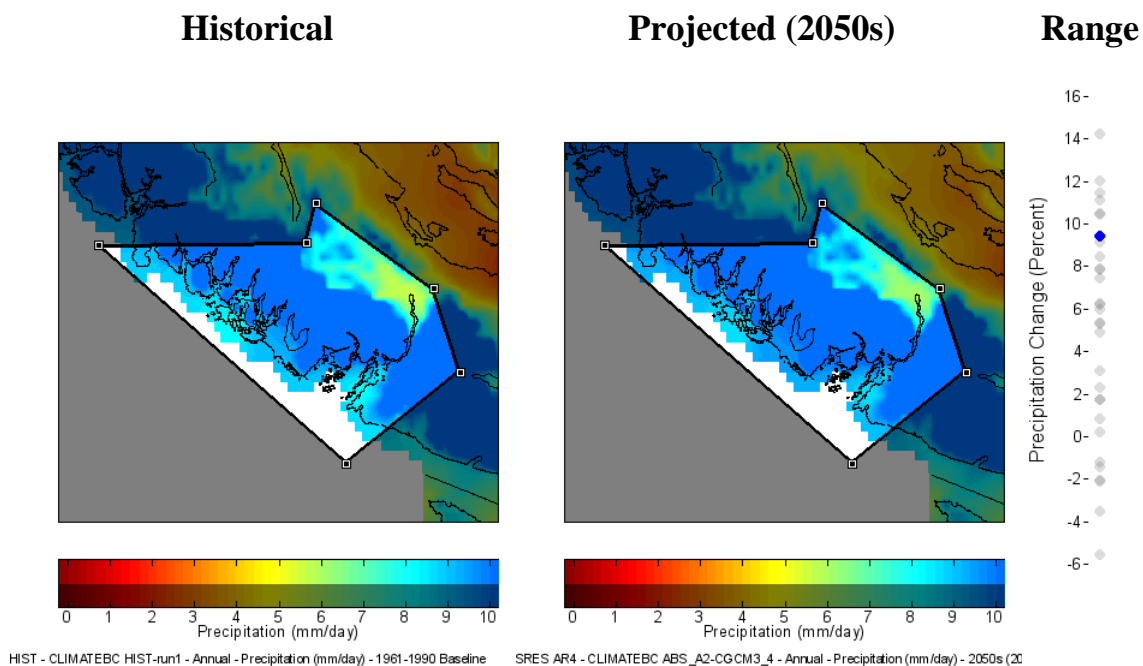 Historical Projected (2050s) Range
16
14
12
10
8
6
4
2
0
-2
-4
-6
Precipitation Change (Percent)
0 1 2 3 4 5 6 7 8 9 10
Precipitation (mm/day)
0 1 2 3 4 5 6 7 8 9 10
Precipitation (mm/day)
HIST - CLIMATEBC HIST-run1 - Annual - Precipitation (mm/day) - 1961-1990 Baseline
SRES AR4 - CLIMATEBC ABS_A2-CGCM3_4 - Annual - Precipitation (mm/day) - 2050s (20